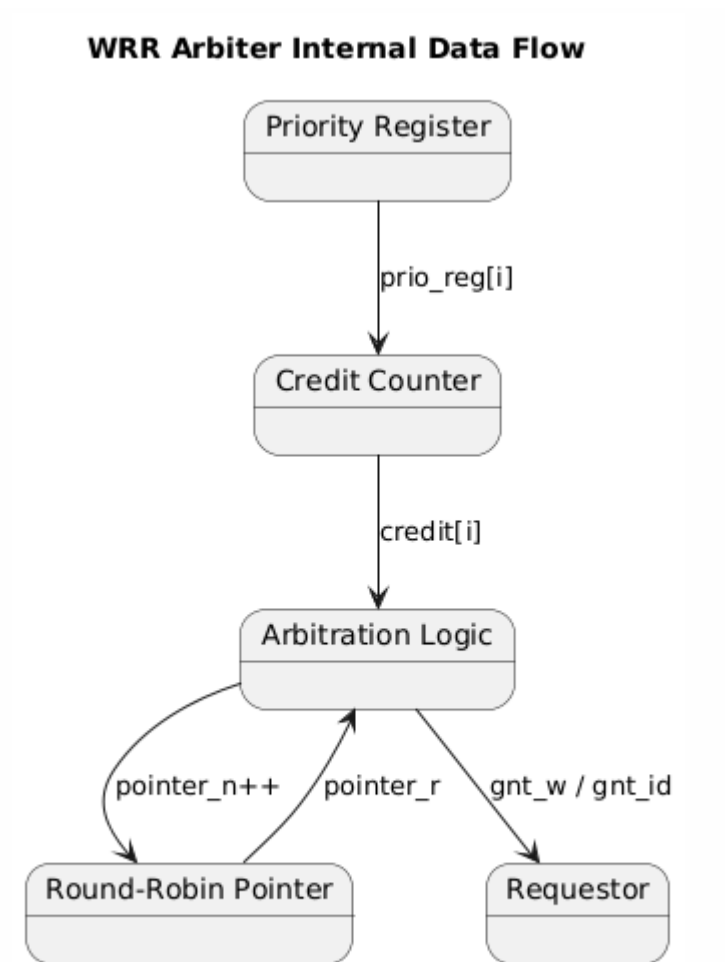 WRR Arbiter Internal Data Flow
Priority Register
prio_reg[i]
Credit Counter
credit[i]
Arbitration Logic
pointer_n++
pointer_r
gnt_w / gnt_id
Round-Robin Pointer
Requestor